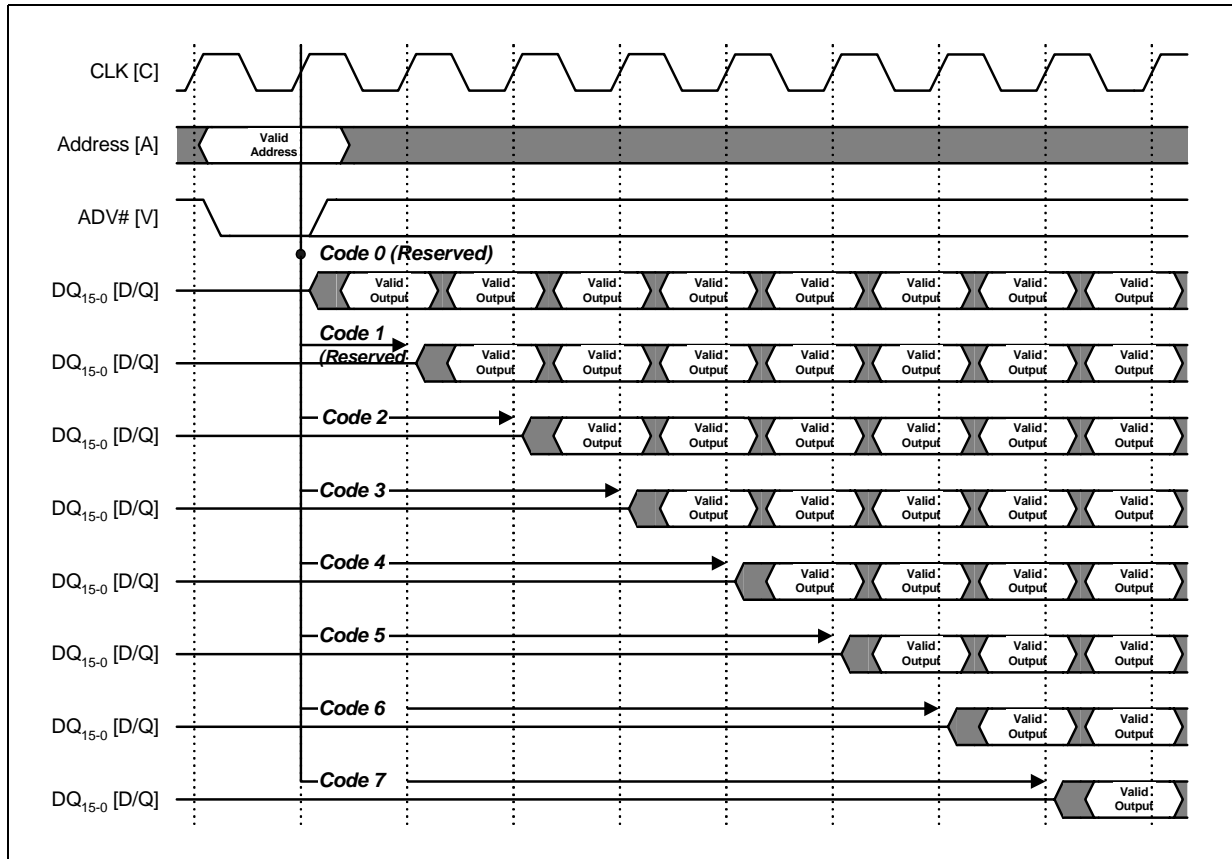 CLK [C]
Address [A]
Valid
Address
ADV# [V]
Code 0 (Reserved)
DQ15-0 [D/Q]
Valid Valid Valid Valid Valid Valid Valid Valid
Output Output Output Output Output Output Output Output
Code 1
(Reserved
DQ15-0 [D/Q]
Valid Valid Valid Valid Valid Valid Valid
Output Output Output Output Output Output Output
Code 2
DQ15-0 [D/Q]
Valid Valid Valid Valid Valid Valid
Output Output Output Output Output Output
Code 3
DQ15-0 [D/Q]
Valid Valid Valid Valid Valid
Output Output Output Output Output
Code 4
DQ15-0 [D/Q]
Valid Valid Valid Valid
Output Output Output Output
Code 5
DQ15-0 [D/Q]
Valid Valid Valid
Output Output Output
Code 6
DQ15-0 [D/Q]
Valid Valid
Output Output
Code 7
DQ15-0 [D/Q]
Valid
Output